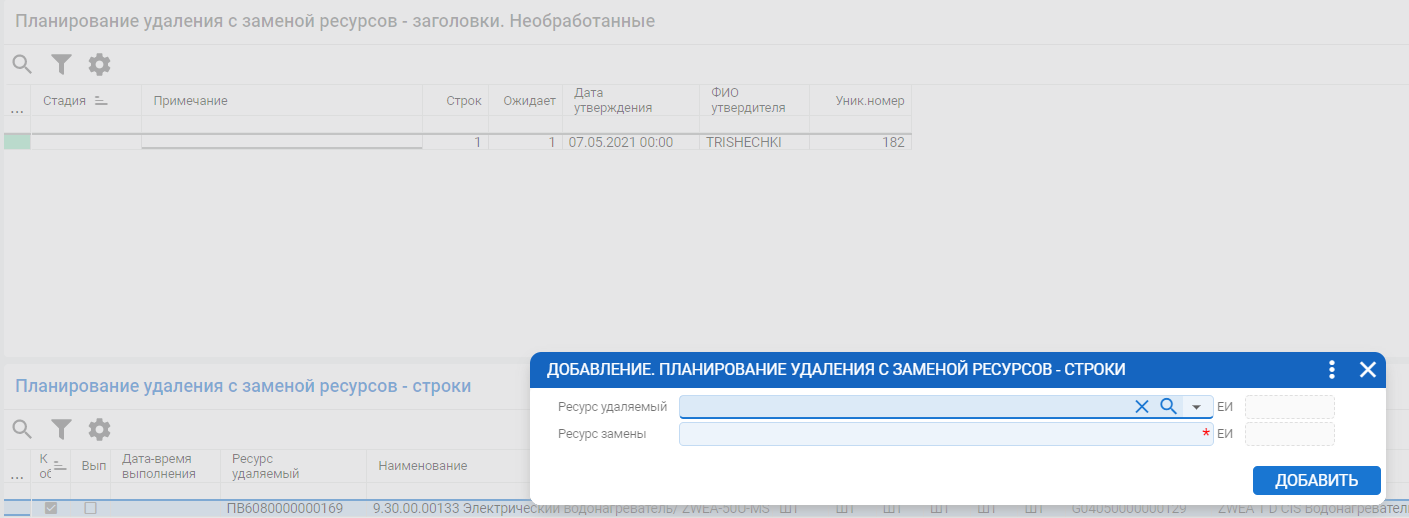 Планирование удаления с заменой ресурсов - заголовки. Необработанные
... Стадия Примечание Строк Ожидает Дата утверждения ФИО утвердителя Уник.номер
1 1 07.05.2021 00:00 TRISHECHKI 182
Планирование удаления с заменой ресурсов - строки
ДОБАВЛЕНИЕ. ПЛАНИРОВАНИЕ УДАЛЕНИЯ С ЗАМЕНОЙ РЕСУРСОВ - СТРОКИ
Ресурс удаляемый ЕИ
Ресурс замены * ЕИ
... К об Вып Дата-время выполнения Ресурс удаляемый Наименование
ДОБАВИТЬ
ПВ6080000000169 9.30.00.00133 Электрический водонагреватель/ ZWEA-50U-MS ШТ ШТ ШТ ШТ ШТ ШТ G04050000000129 ZWEA 1 D CIS Водонагреватель